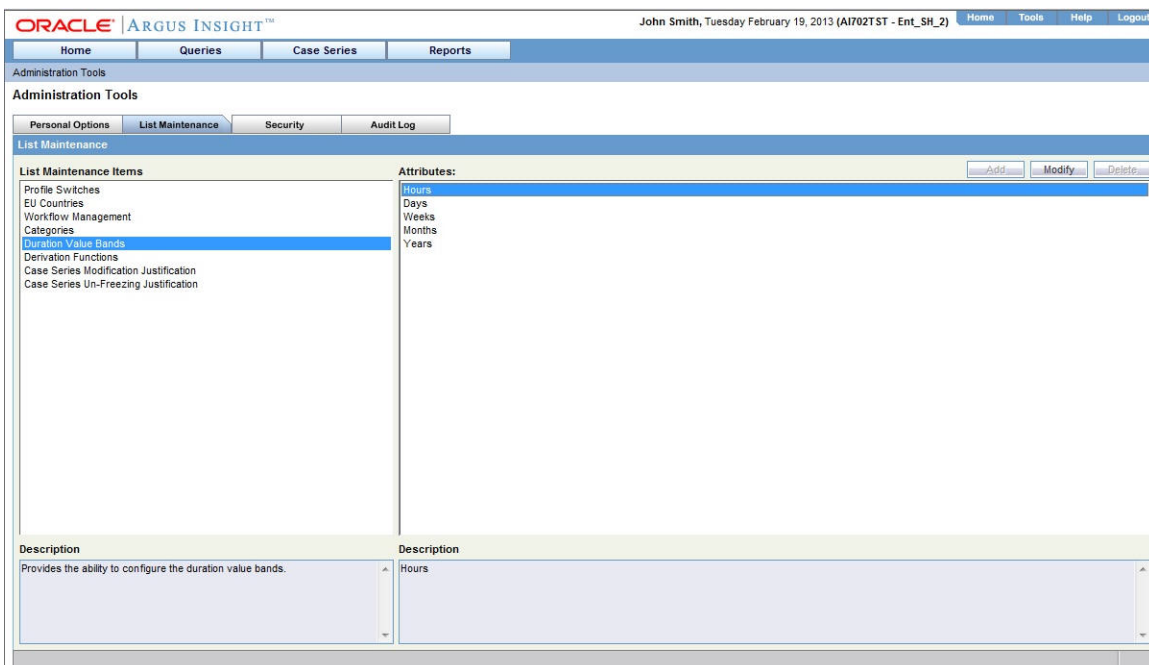 ORACLE® | ARGUS INSIGHT™
John Smith, Tuesday February 19, 2013 (AI702TST - Ent_SH_2)
Home Tools Help Logout
Home Queries Case Series Reports
Administration Tools
Administration Tools
Personal Options List Maintenance Security Audit Log
List Maintenance
List Maintenance Items
Profile Switches
EU Countries
Workflow Management
Categories
Duration Value Bands
Derivation Functions
Case Series Modification Justification
Case Series Un-Freezing Justification
Attributes:
Add Modify Delete
Hours
Days
Weeks
Months
Years
Description
Provides the ability to configure the duration value bands.
Description
Hours